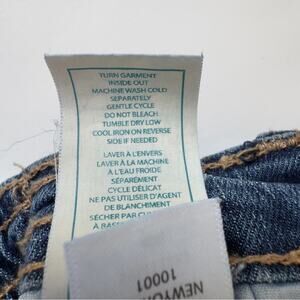 TURN GARMENT
INSIDE OUT
MACHINE WASH COLD
SEPARATELY
GENTLE CYCLE
DO NOT BLEACH
TUMBLE DRY LOW
COOL IRON ON REVERSE
SIDE IF NEEDED
LAVER À L'ENVERS
LAVER À LA MACHINE
À L'EAU FROIDE
SÉPARÉMENT
CYCLE DÉLICAT
NE PAS UTILISER D'AGENT
DE BLANCHIMENT
SÉCHER PAR
À
10001